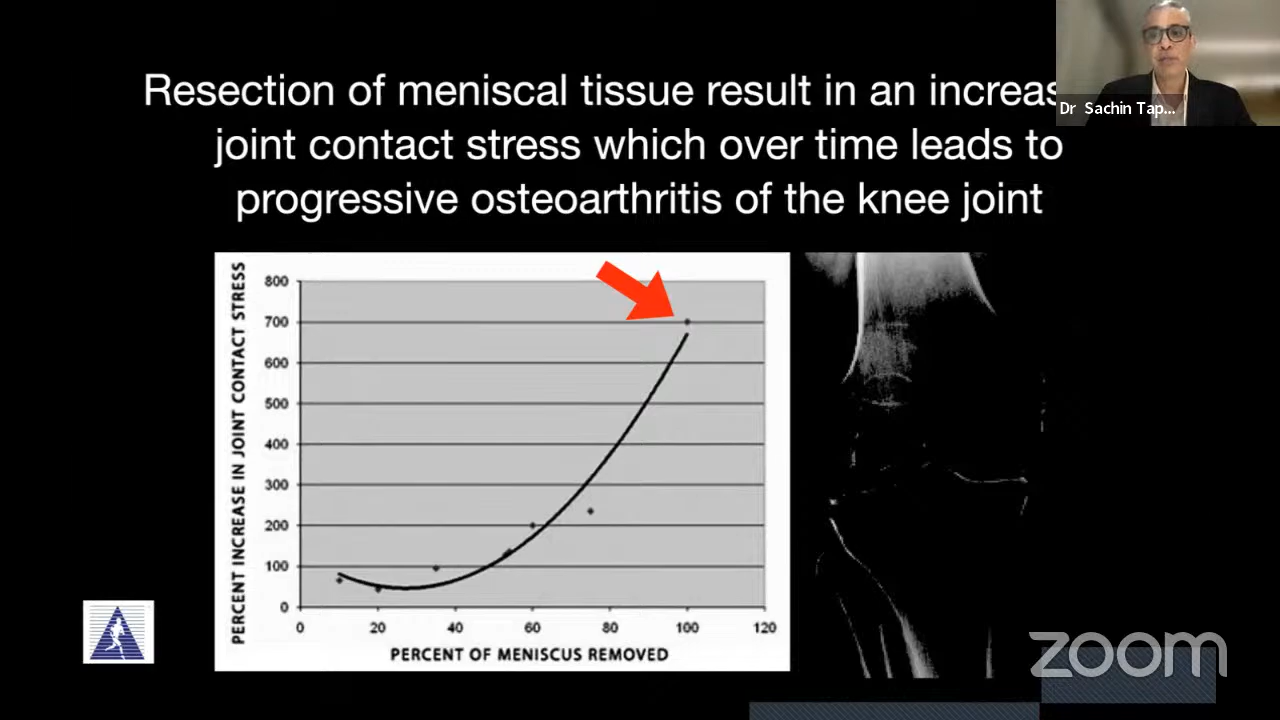 Resection of meniscal tissue result in an increas
joint contact stress which over time leads to
progressive osteoarthritis of the knee joint
Dr Sachin Tap...
PERCENT INCREASE IN JOINT CONTACT STRESS
800
700
600
500
400
300
200
100
0
0 20 40 60 80 100 120
PERCENT OF MENISCUS REMOVED
zoom